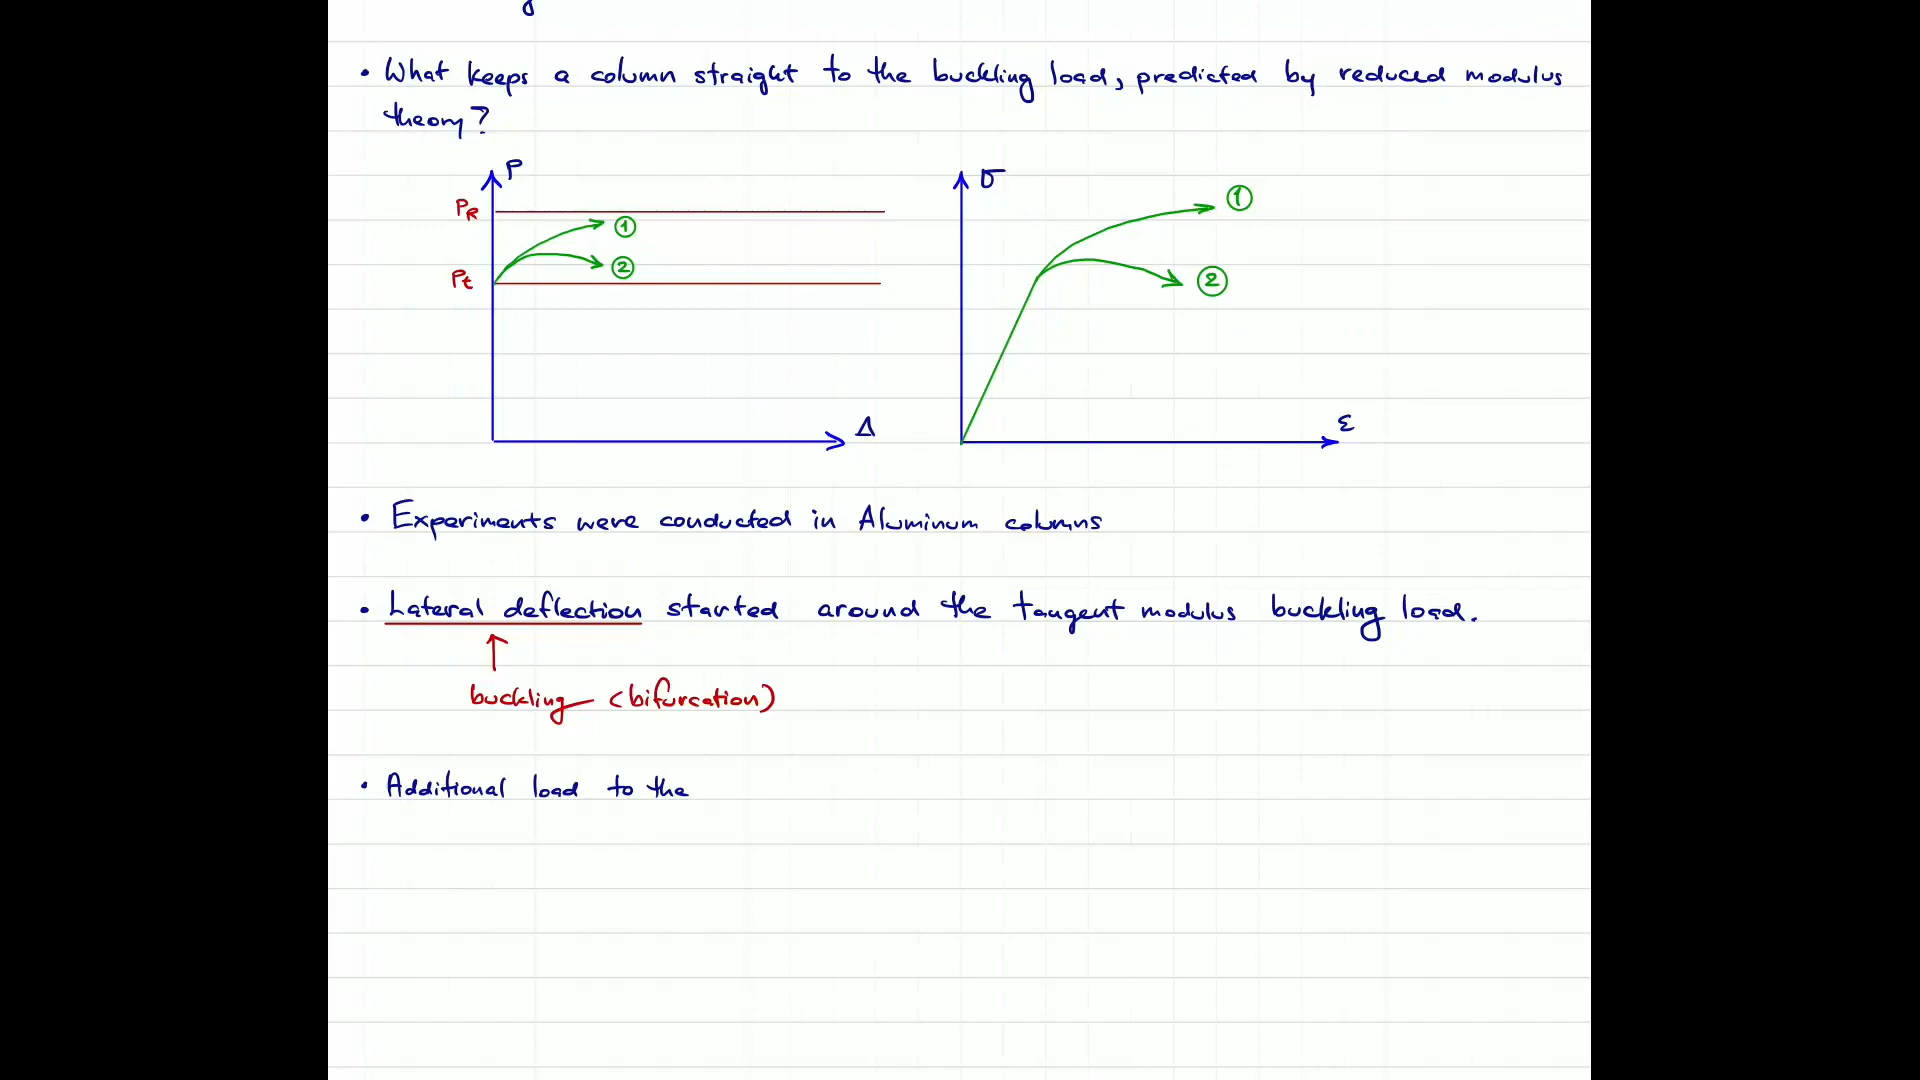 • What keeps a column straight to the buckling load, predicted by reduced modulus
theory?
P
P_R
①
②
P_t
Δ
σ
①
②
ε
• Experiments were conducted in Aluminum columns
• Lateral deflection started around the tangent modulus buckling load.
buckling (bifurcation)
• Additional load to the